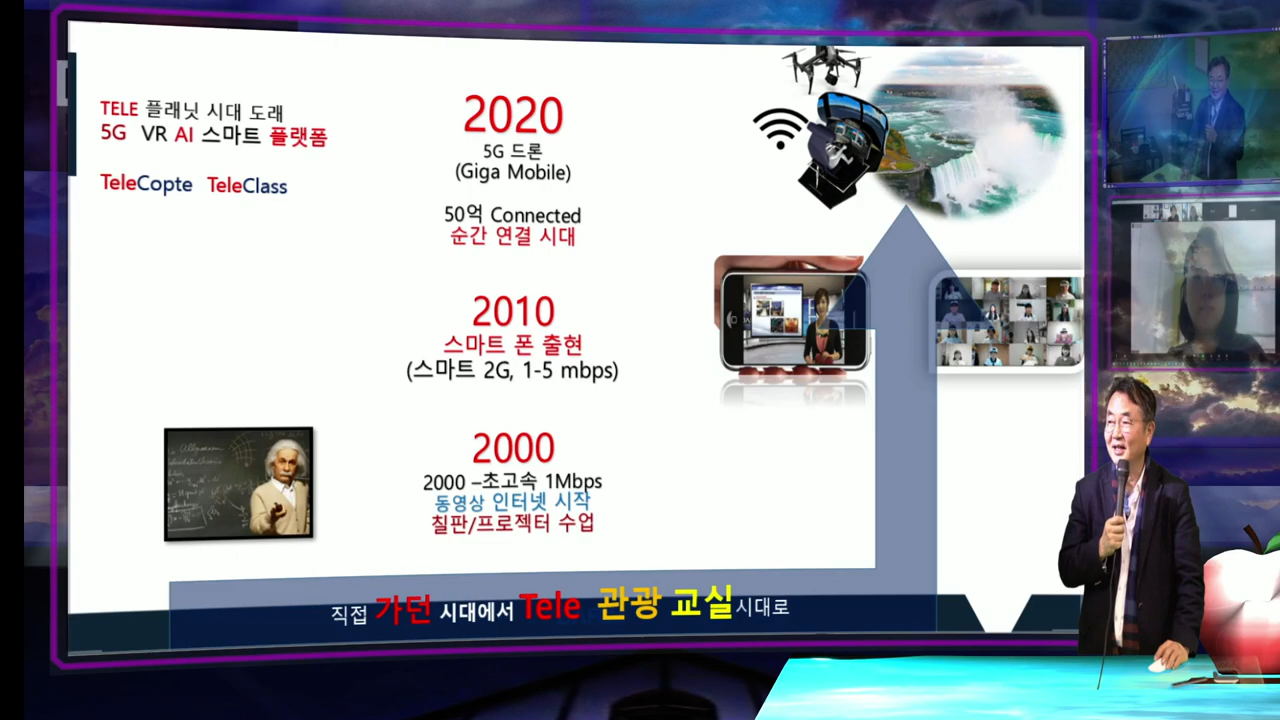 TELE 플래닛 시대 도래
5G VR AI 스마트 플랫폼
TeleCopte TeleClass
2020
5G 드론
(Giga Mobile)
50억 Connected
순간 연결 시대
2010
스마트 폰 출현
(스마트 2G, 1-5 mbps)
2000
2000 –초고속 1Mbps
동영상 인터넷 시작
칠판/프로젝터 수업
직접 가던 시대에서 Tele 관광 교실시대로